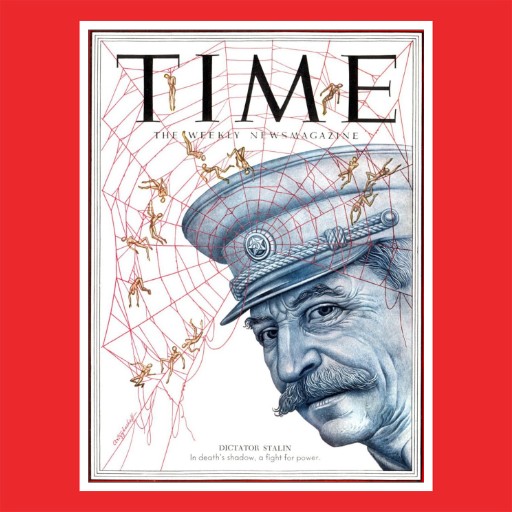 TIME
THE WEEKLY NEWSMAGAZINE
DICTATOR STALIN
In death's shadow, a fight for power.